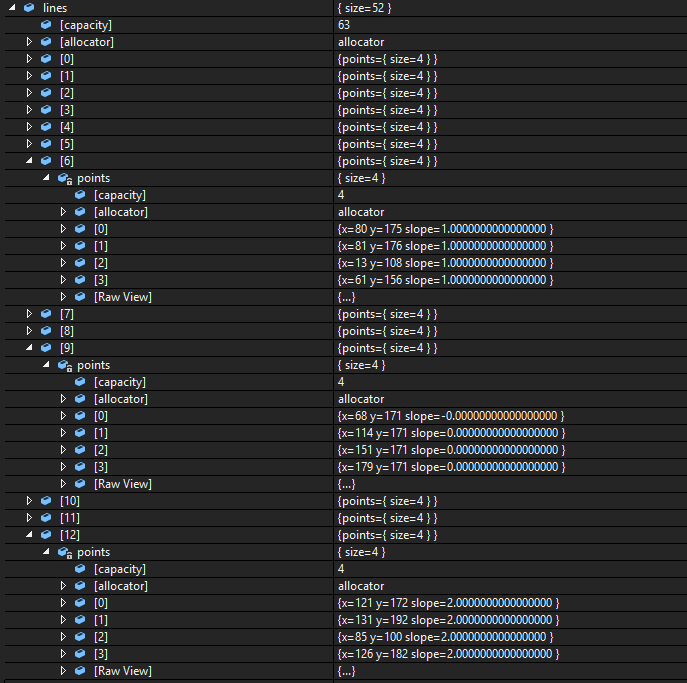 lines { size=52 }
[capacity] 63
[allocator] allocator
[0] {points={ size=4 } }
[1] {points={ size=4 } }
[2] {points={ size=4 } }
[3] {points={ size=4 } }
[4] {points={ size=4 } }
[5] {points={ size=4 } }
[6] {points={ size=4 } }
points { size=4 }
[capacity] 4
[allocator] allocator
[0] {x=80 y=175 slope=1.0000000000000000 }
[1] {x=81 y=176 slope=1.0000000000000000 }
[2] {x=13 y=108 slope=1.0000000000000000 }
[3] {x=61 y=156 slope=1.0000000000000000 }
[Raw View] {...}
[7] {points={ size=4 } }
[8] {points={ size=4 } }
[9] {points={ size=4 } }
points { size=4 }
[capacity] 4
[allocator] allocator
[0] {x=68 y=171 slope=-0.00000000000000000 }
[1] {x=114 y=171 slope=0.00000000000000000 }
[2] {x=151 y=171 slope=0.00000000000000000 }
[3] {x=179 y=171 slope=0.00000000000000000 }
[Raw View] {...}
[10] {points={ size=4 } }
[11] {points={ size=4 } }
[12] {points={ size=4 } }
points { size=4 }
[capacity] 4
[allocator] allocator
[0] {x=121 y=172 slope=2.0000000000000000 }
[1] {x=131 y=192 slope=2.0000000000000000 }
[2] {x=85 y=100 slope=2.0000000000000000 }
[3] {x=126 y=182 slope=2.0000000000000000 }
[Raw View] {...}